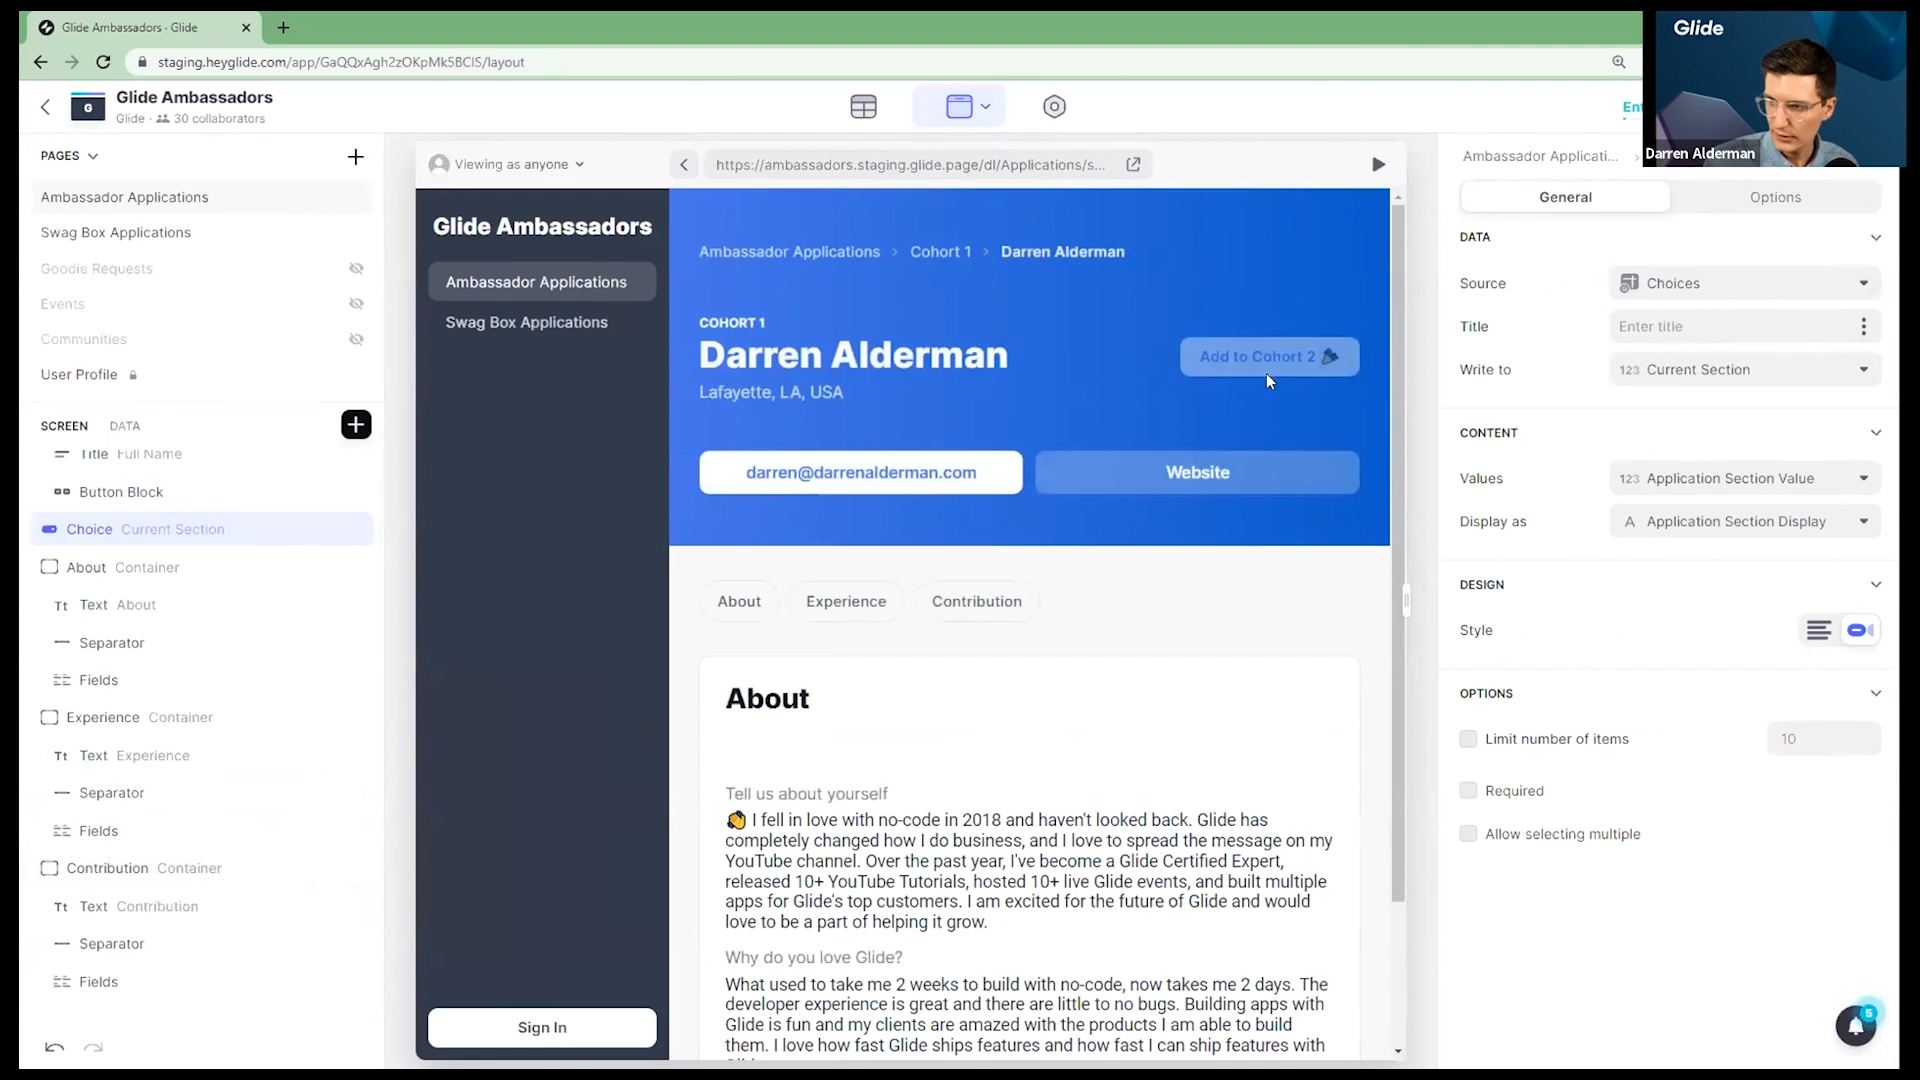 Glide Ambassadors · Glide
staging.heyglide.com/app/GaQQxAgh2zOKpMk5BClS/layout
Glide
Darren Alderman
G
Glide Ambassadors
Glide · 30 collaborators
PAGES
Ambassador Applications
Swag Box Applications
Goodie Requests
Events
Communities
User Profile
SCREEN DATA
Title Full Name
Button Block
Choice Current Section
About Container
Tt Text About
Separator
Fields
Experience Container
Tt Text Experience
Separator
Fields
Contribution Container
Tt Text Contribution
Separator
Fields
Viewing as anyone
https://ambassadors.staging.glide.page/dl/Applications/s...
Glide Ambassadors
Ambassador Applications
Swag Box Applications
Sign In
Ambassador Applications > Cohort 1 > Darren Alderman
COHORT 1
Darren Alderman
Lafayette, LA, USA
Add to Cohort 2
darren@darrenalderman.com
Website
About
Experience
Contribution
About
Tell us about yourself
👏 I fell in love with no-code in 2018 and haven't looked back. Glide has
completely changed how I do business, and I love to spread the message on my
YouTube channel. Over the past year, I've become a Glide Certified Expert,
released 10+ YouTube Tutorials, hosted 10+ live Glide events, and built multiple
apps for Glide's top customers. I am excited for the future of Glide and would
love to be a part of helping it grow.
Why do you love Glide?
What used to take me 2 weeks to build with no-code, now takes me 2 days. The
developer experience is great and there are little to no bugs. Building apps with
Glide is fun and my clients are amazed with the products I am able to build
them. I love how fast Glide ships features and how fast I can ship features with
Ambassador Applicati...
General
Options
DATA
Source Choices
Title Enter title
Write to 123 Current Section
CONTENT
Values 123 Application Section Value
Display as A Application Section Display
DESIGN
Style
OPTIONS
Limit number of items 10
Required
Allow selecting multiple
5